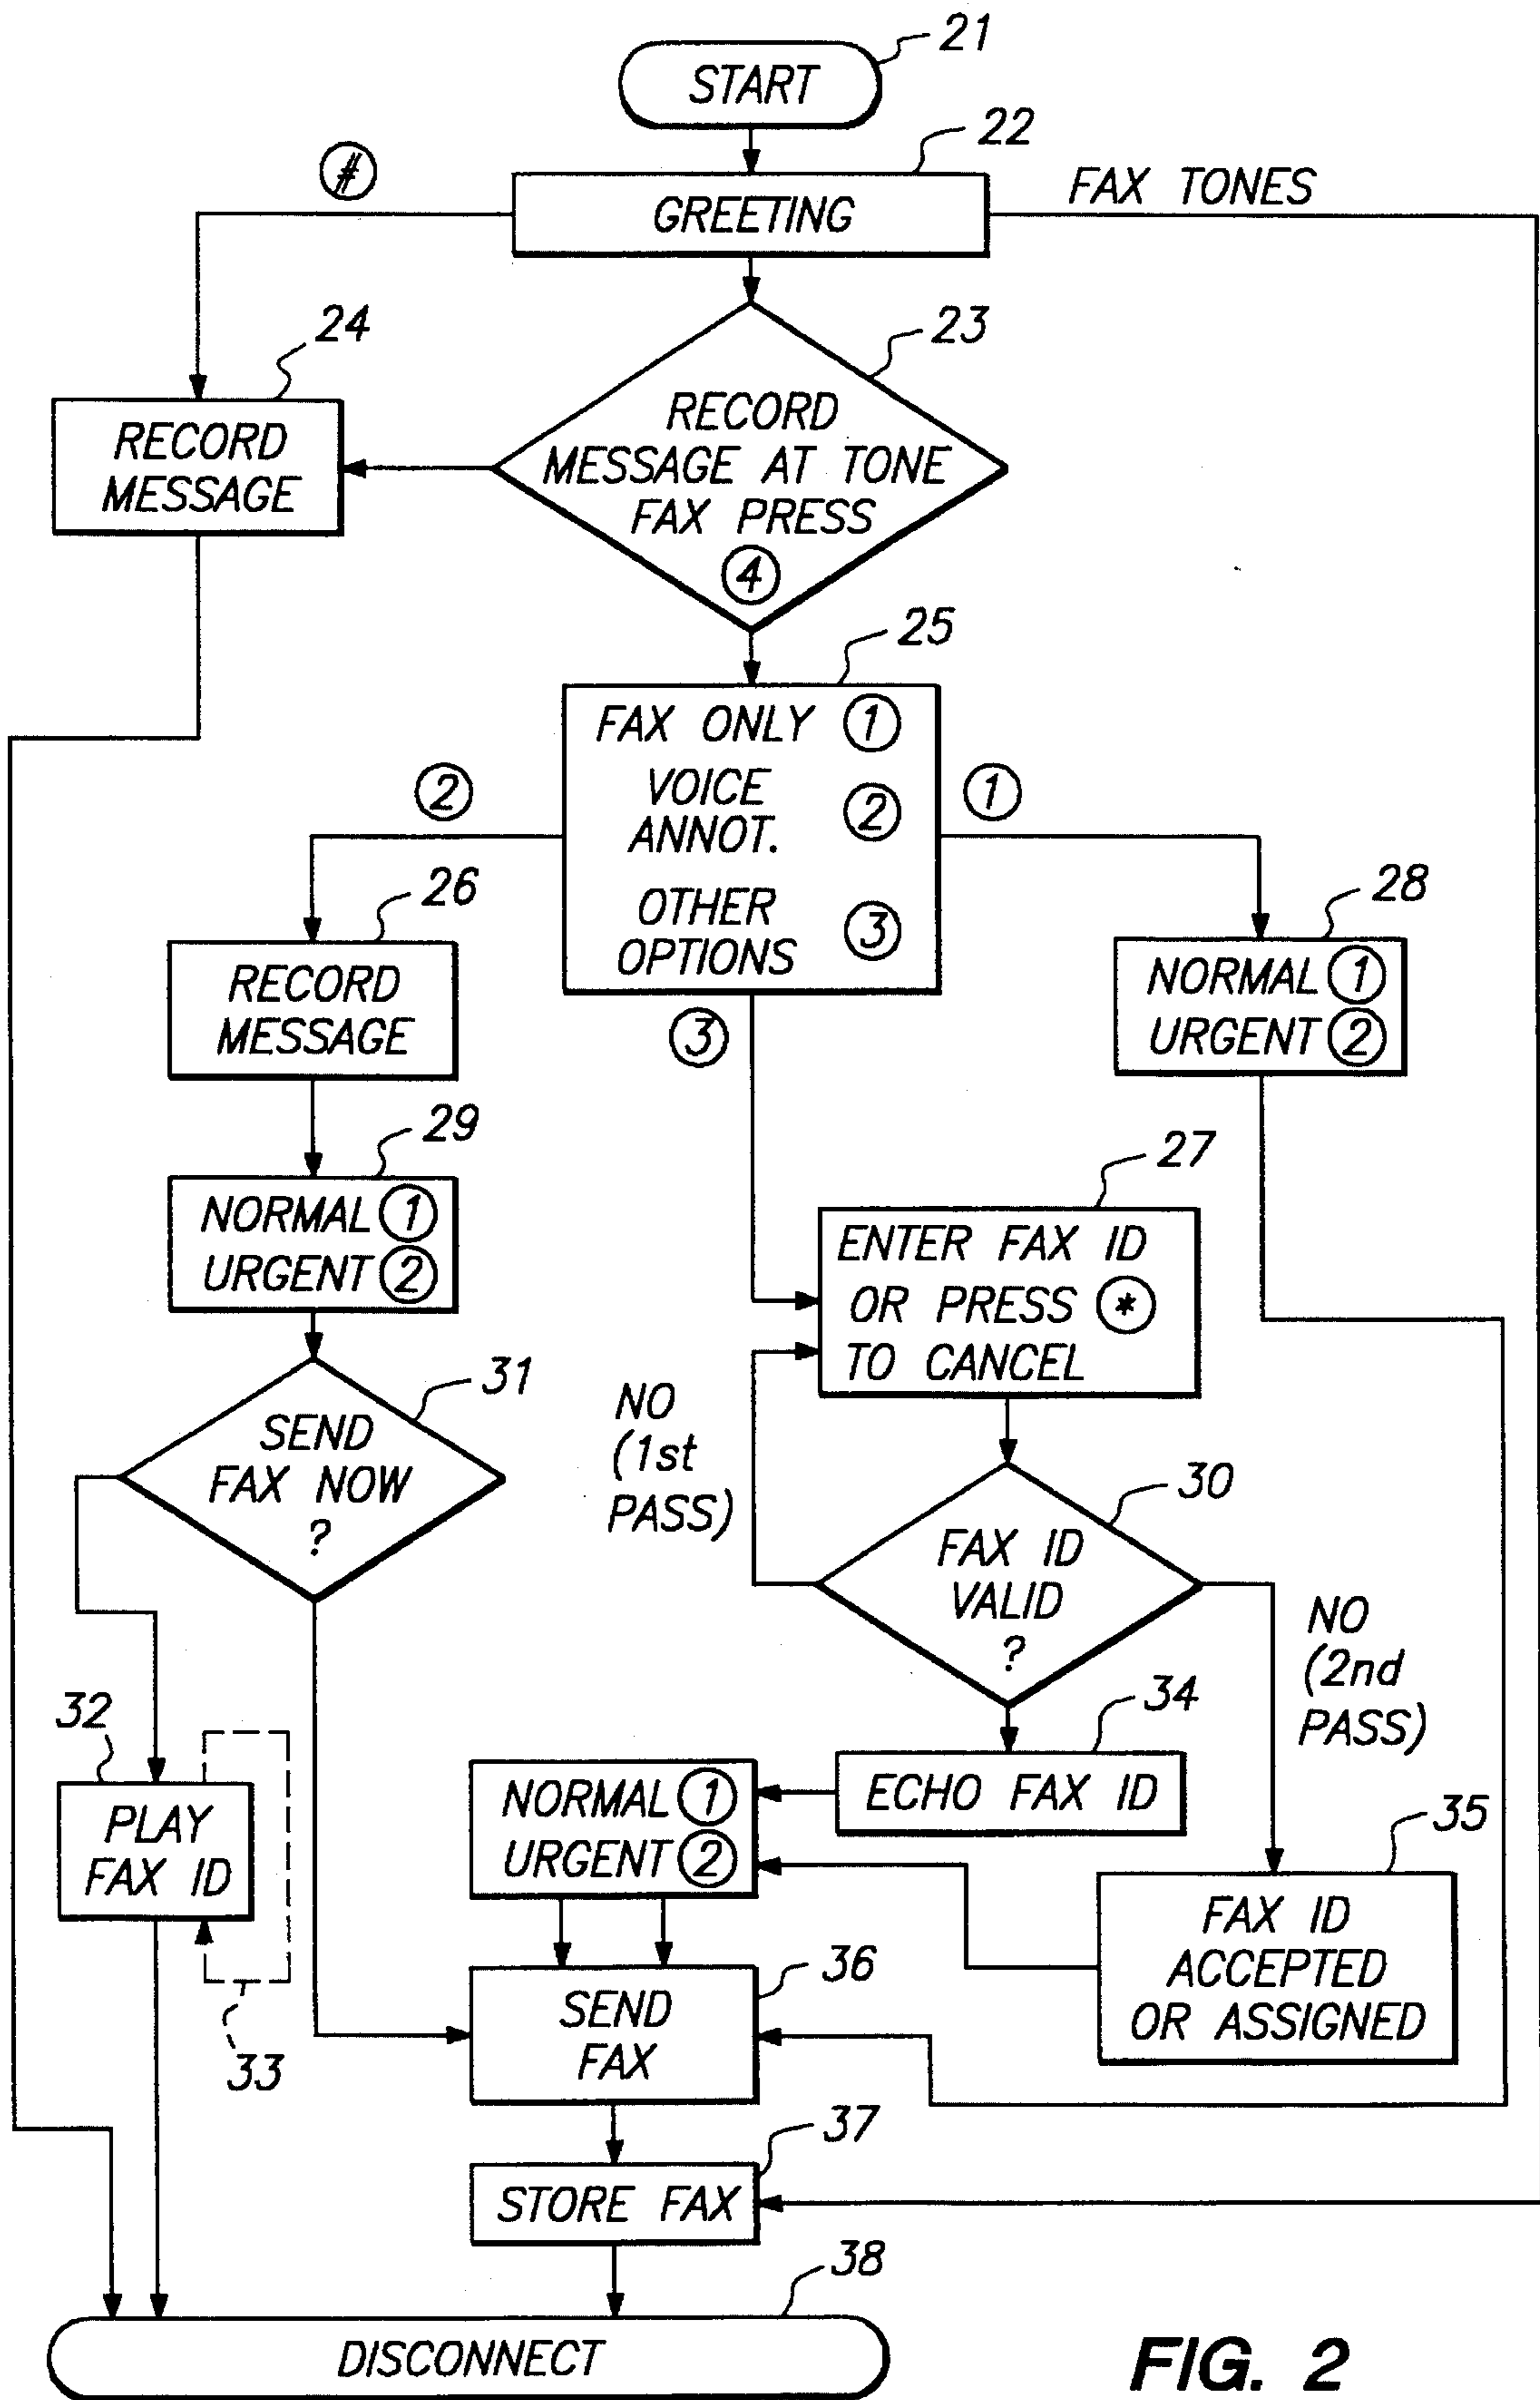 21
START
22
#
FAX TONES
GREETING
24
23
RECORD
MESSAGE
RECORD
MESSAGE AT TONE
FAX PRESS
4
25
FAX ONLY 1
VOICE
ANNOT. 2
OTHER
OPTIONS 3
2
1
26
28
RECORD
MESSAGE
NORMAL 1
URGENT 2
3
29
27
NORMAL 1
URGENT 2
ENTER FAX ID
OR PRESS *
TO CANCEL
31
SEND
FAX NOW
?
NO
(1st
PASS)
30
FAX ID
VALID
?
NO
(2nd
PASS)
32
34
PLAY
FAX ID
NORMAL 1
URGENT 2
ECHO FAX ID
35
FAX ID
ACCEPTED
OR ASSIGNED
33
36
SEND
FAX
37
STORE FAX
38
DISCONNECT
FIG. 2